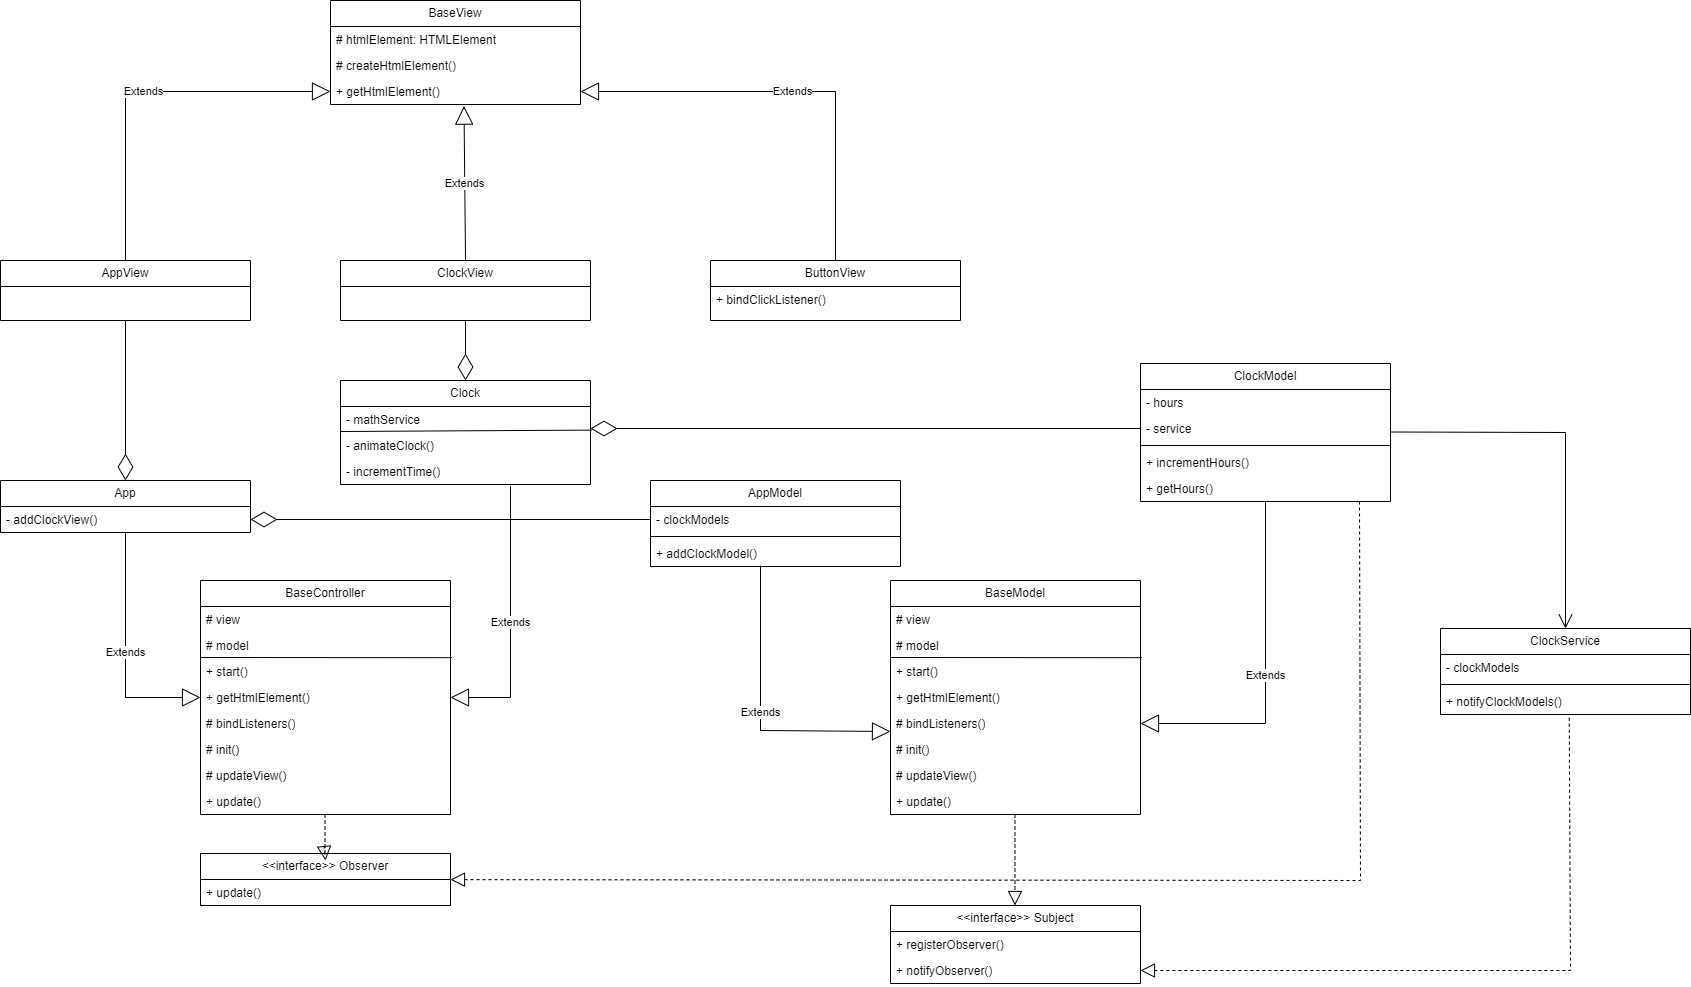 BaseView
# htmlElement: HTMLElement
# createHtmlElement()
+ getHtmlElement()
Extends
Extends
Extends
AppView
ClockView
ButtonView
+ bindClickListener()
Clock
- mathService
- animateClock()
- incrementTime()
ClockModel
- hours
- service
+ incrementHours()
+ getHours()
App
- addClockView()
AppModel
- clockModels
+ addClockModel()
BaseController
# view
# model
+ start()
+ getHtmlElement()
# bindListeners()
# init()
# updateView()
+ update()
Extends
Extends
BaseModel
# view
# model
+ start()
+ getHtmlElement()
# bindListeners()
# init()
# updateView()
+ update()
Extends
Extends
ClockService
- clockModels
+ notifyClockModels()
<<interface>> Observer
+ update()
<<interface>> Subject
+ registerObserver()
+ notifyObserver()